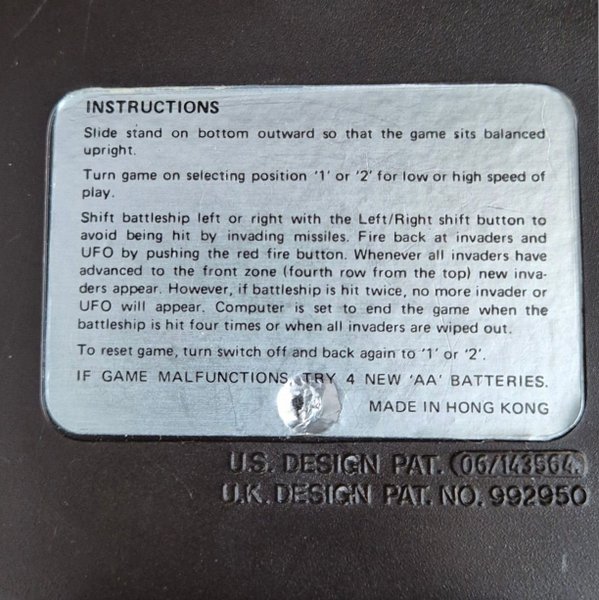 INSTRUCTIONS
Slide stand on bottom outward so that the game sits balanced
upright.
Turn game on selecting position '1' or '2' for low or high speed of
play.
Shift battleship left or right with the Left/Right shift button to
avoid being hit by invading missiles. Fire back at invaders and
UFO by pushing the red fire button. Whenever all invaders have
advanced to the front zone (fourth row from the top) new inva-
ders appear. However, if battleship is hit twice, no more invader or
UFO will appear. Computer is set to end the game when the
battleship is hit four times or when all invaders are wiped out.
To reset game, turn switch off and back again to '1' or '2'.
IF GAME MALFUNCTIONS, TRY 4 NEW 'AA' BATTERIES.
MADE IN HONG KONG
U.S. DESIGN PAT. 06/143564.
U.K. DESIGN PAT. NO. 992950